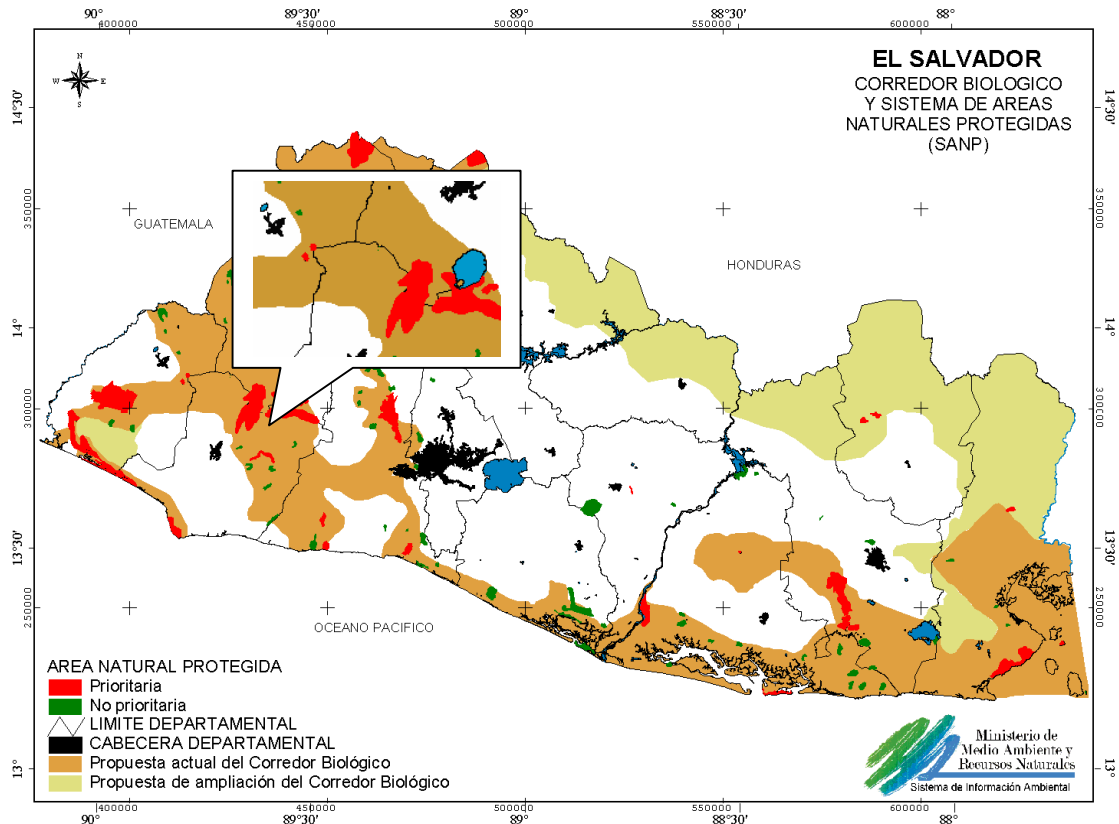 90° 89°30' 89° 88°30' 88°
400000 450000 500000 550000 600000
EL SALVADOR
CORREDOR BIOLOGICO
Y SISTEMA DE AREAS
NATURALES PROTEGIDAS
(SANP)
N
W E
S
14°30' 14°30'
350000 350000
GUATEMALA
HONDURAS
14° 14°
300000 300000
13°30' 13°30'
250000 250000
OCEANO PACIFICO
AREA NATURAL PROTEGIDA
Prioritaria
No prioritaria
LIMITE DEPARTAMENTAL
CABECERA DEPARTAMENTAL
Propuesta actual del Corredor Biológico
Propuesta de ampliación del Corredor Biológico
Ministerio de
Medio Ambiente y
Recursos Naturales
Sistema de Información Ambiental
13° 13°
400000 450000 500000 550000 600000
90° 89°30' 89° 88°30' 88°